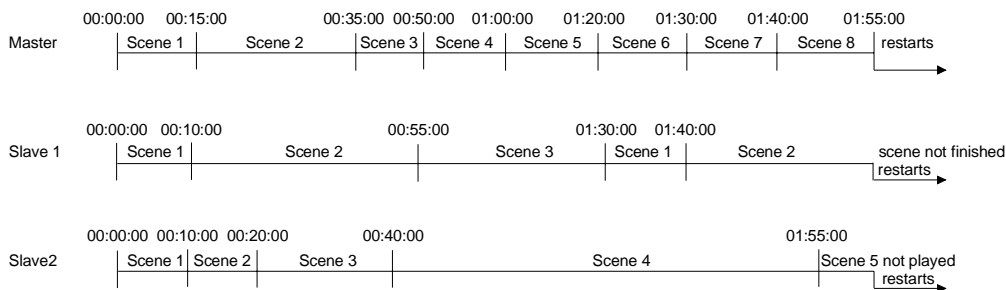 00:00:00 00:15:00 00:35:00 00:50:00 01:00:00 01:20:00 01:30:00 01:40:00 01:55:00
Master Scene 1 Scene 2 Scene 3 Scene 4 Scene 5 Scene 6 Scene 7 Scene 8 restarts
00:00:00 00:10:00 00:55:00 01:30:00 01:40:00
Slave 1 Scene 1 Scene 2 Scene 3 Scene 1 Scene 2 scene not finished
restarts
00:00:00 00:10:00 00:20:00 00:40:00 01:55:00
Slave2 Scene 1 Scene 2 Scene 3 Scene 4 Scene 5 not played
restarts